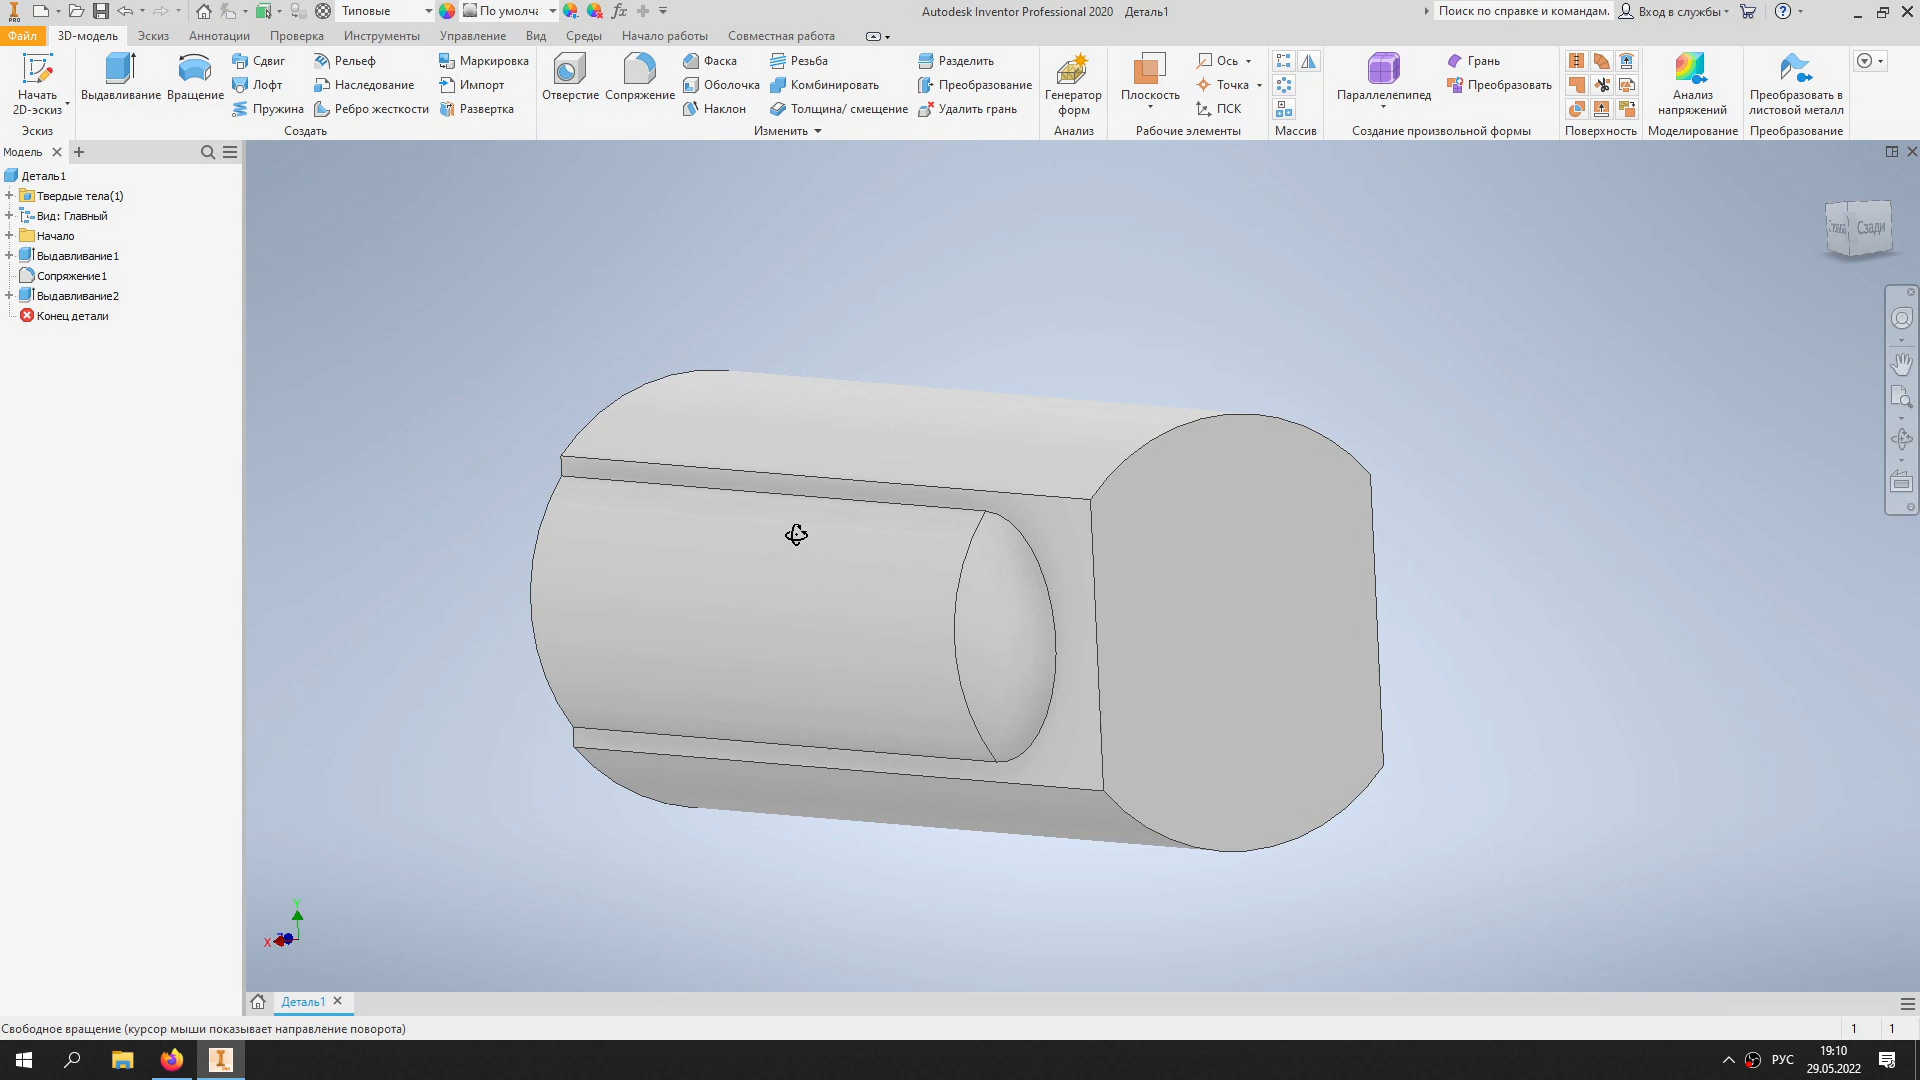 Типовые
По умолча
fx
Autodesk Inventor Professional 2020 Деталь1
Поиск по справке и командам.
Вход в службы
Файл
3D-модель
Эскиз
Аннотации
Проверка
Инструменты
Управление
Вид
Среды
Начало работы
Совместная работа
Начать
2D-эскиз
Эскиз
Выдавливание
Вращение
Сдвиг
Лофт
Пружина
Рельеф
Наследование
Ребро жесткости
Маркировка
Импорт
Развертка
Создать
Отверстие
Сопряжение
Фаска
Оболочка
Наклон
Резьба
Комбинировать
Толщина/ смещение
Разделить
Преобразование
Удалить грань
Изменить
Генератор
форм
Анализ
Плоскость
Ось
Точка
ПСК
Рабочие элементы
Массив
Параллелепипед
Грань
Преобразовать
Создание произвольной формы
Поверхность
Анализ
напряжений
Моделирование
Преобразовать в
листовой металл
Преобразование
Модель
Деталь1
Твердые тела(1)
Вид: Главный
Начало
Выдавливание1
Сопряжение1
Выдавливание2
Конец детали
Сзади
Y
X
Z
Деталь1
Свободное вращение (курсор мыши показывает направление поворота)
1
1
РУС
19:10
29.05.2022